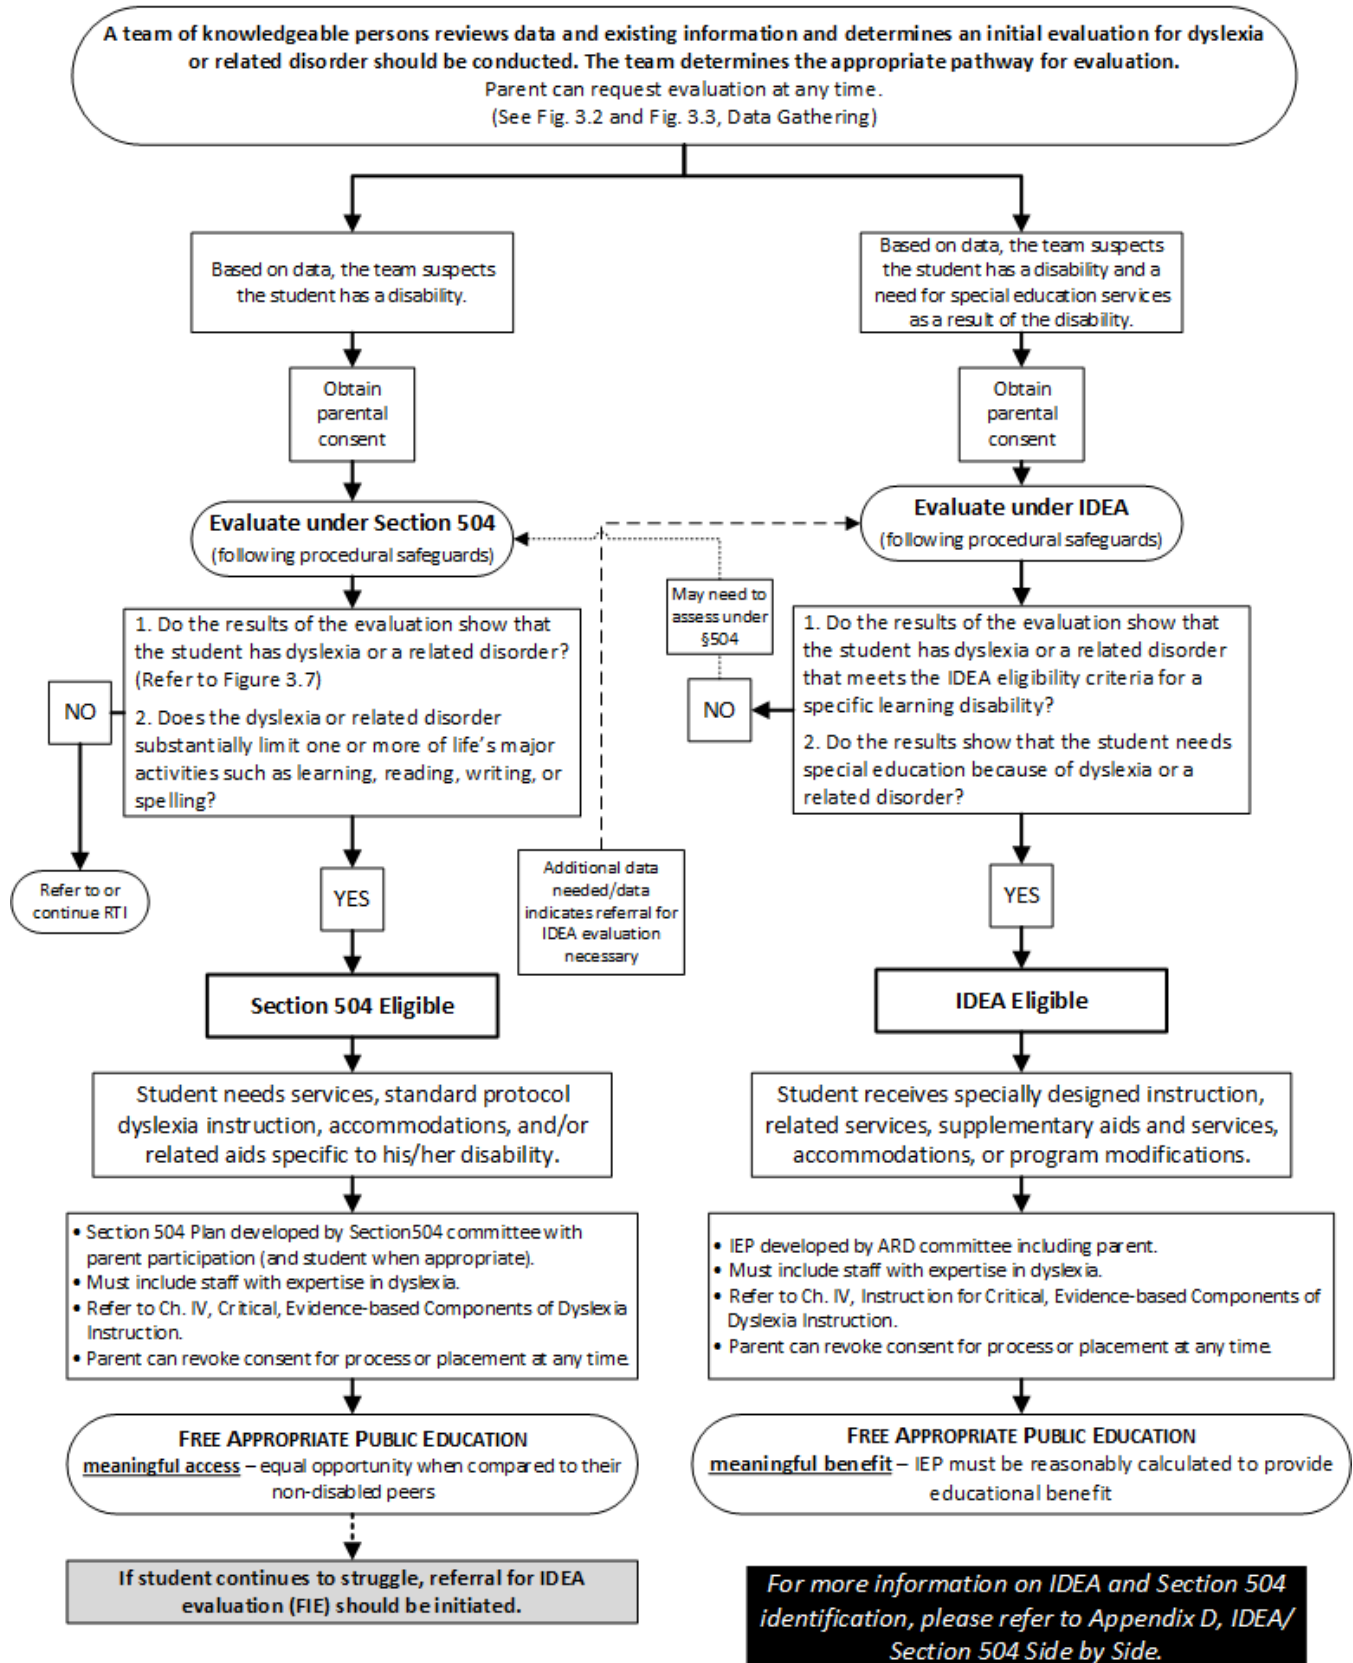 A team of knowledgeable persons reviews data and existing information and determines an initial evaluation for dyslexia
or related disorder should be conducted. The team determines the appropriate pathway for evaluation.
Parent can request evaluation at any time.
(See Fig. 3.2 and Fig. 3.3, Data Gathering)
Based on data, the team suspects
the student has a disability.
Obtain
parental
consent
Evaluate under Section 504
(following procedural safeguards)
1. Do the results of the evaluation show that
the student has dyslexia or a related disorder?
(Refer to Figure 3.7)
2. Does the dyslexia or related disorder
substantially limit one or more of life's major
activities such as learning, reading, writing, or
spelling?
NO
Refer to or
continue RTI
YES
Additional data
needed/data
indicates referral for
IDEA evaluation
necessary
Section 504 Eligible
Student needs services, standard protocol
dyslexia instruction, accommodations, and/or
related aids specific to his/her disability.
• Section 504 Plan developed by Section504 committee with
parent participation (and student when appropriate).
• Must include staff with expertise in dyslexia.
• Refer to Ch. IV, Critical, Evidence-based Components of Dyslexia
Instruction.
• Parent can revoke consent for process or placement at any time.
FREE APPROPRIATE PUBLIC EDUCATION
meaningful access – equal opportunity when compared to their
non-disabled peers
If student continues to struggle, referral for IDEA
evaluation (FIE) should be initiated.
Based on data, the team suspects
the student has a disability and a
need for special education services
as a result of the disability.
Obtain
parental
consent
Evaluate under IDEA
(following procedural safeguards)
May need to
assess under
§504
NO
1. Do the results of the evaluation show that
the student has dyslexia or a related disorder
that meets the IDEA eligibility criteria for a
specific learning disability?
2. Do the results show that the student needs
special education because of dyslexia or a
related disorder?
YES
IDEA Eligible
Student receives specially designed instruction,
related services, supplementary aids and services,
accommodations, or program modifications.
• IEP developed by ARD committee including parent.
• Must include staff with expertise in dyslexia.
• Refer to Ch. IV, Instruction for Critical, Evidence-based Components of
Dyslexia Instruction.
• Parent can revoke consent for process or placement at any time.
FREE APPROPRIATE PUBLIC EDUCATION
meaningful benefit – IEP must be reasonably calculated to provide
educational benefit
For more information on IDEA and Section 504
identification, please refer to Appendix D, IDEA/
Section 504 Side by Side.